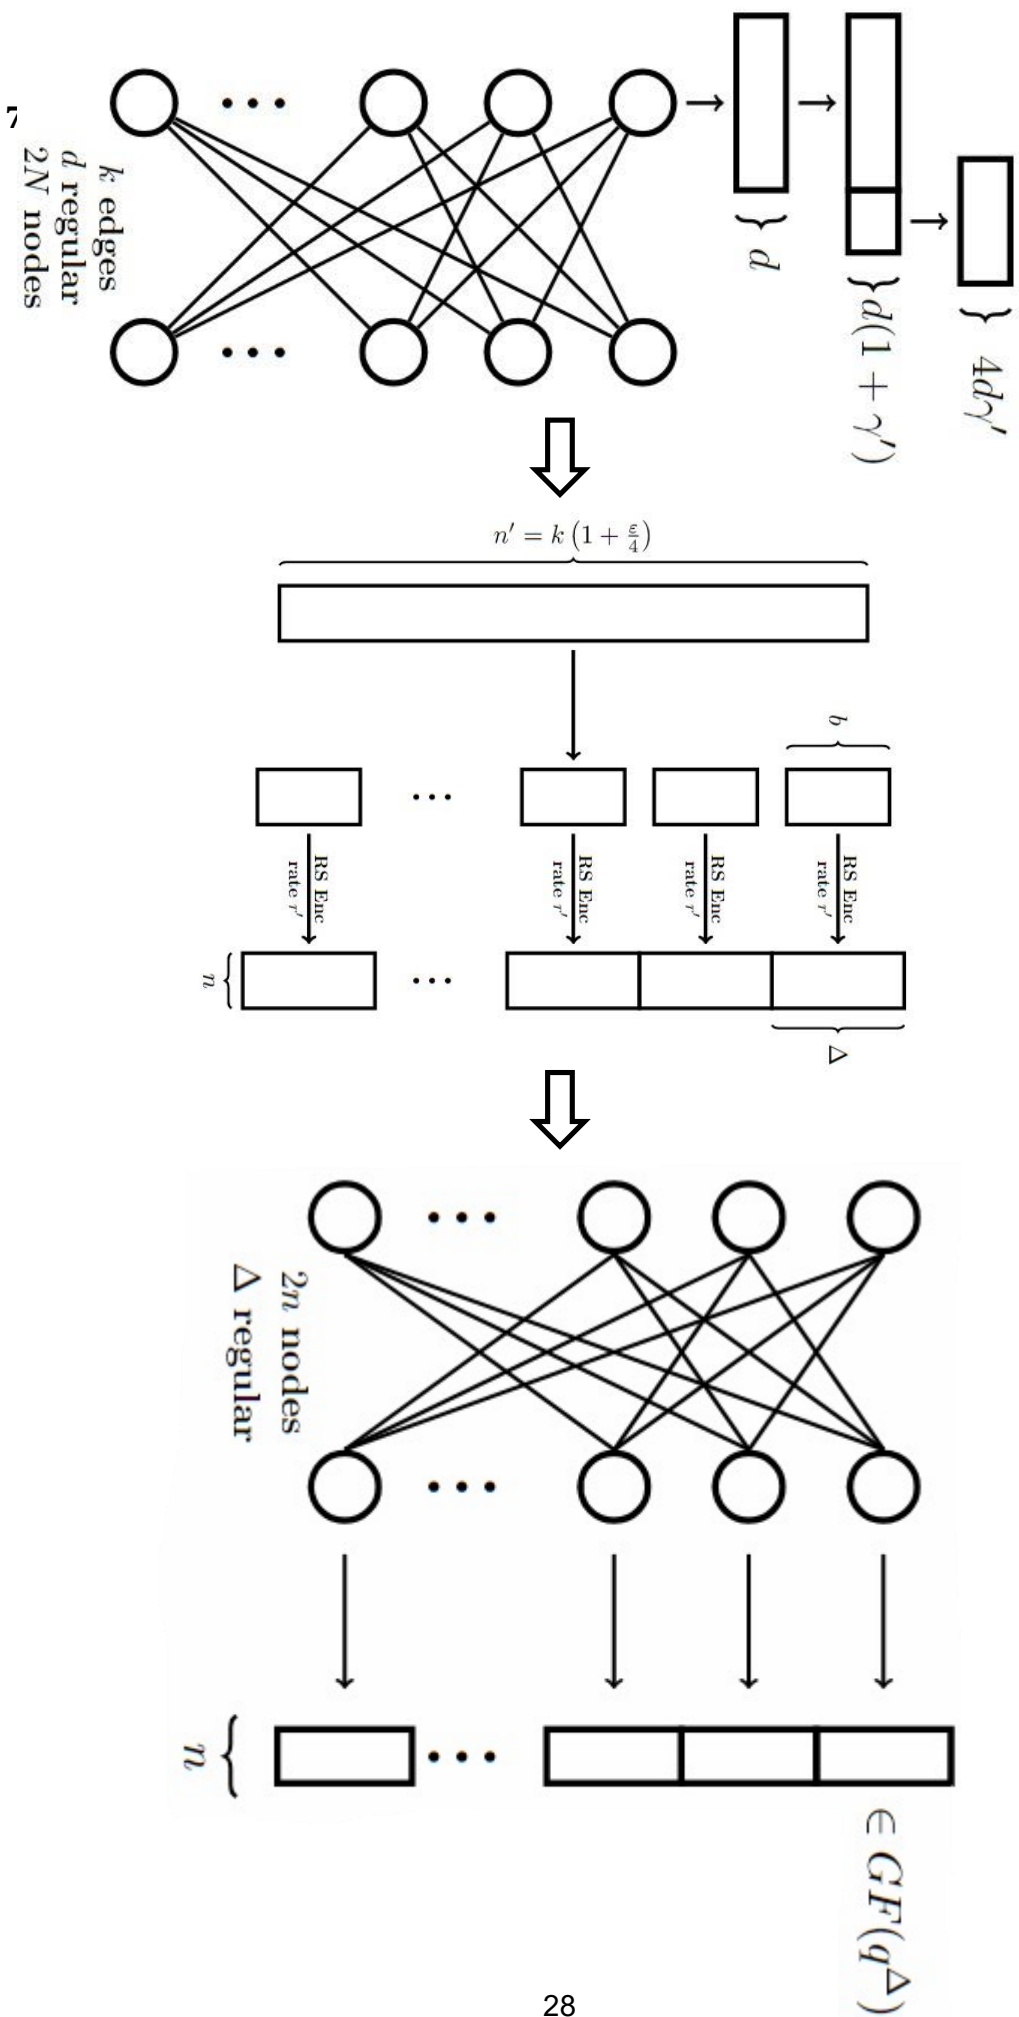 7
k edges
d regular
2N nodes
d
d(1 + γ′)
4dγ′
n′ = k (1 + ε/4)
b
RS Enc
rate r′
RS Enc
rate r′
RS Enc
rate r′
RS Enc
rate r′
n
Δ
2n nodes
Δ regular
n
∈ GF(q^Δ)
28